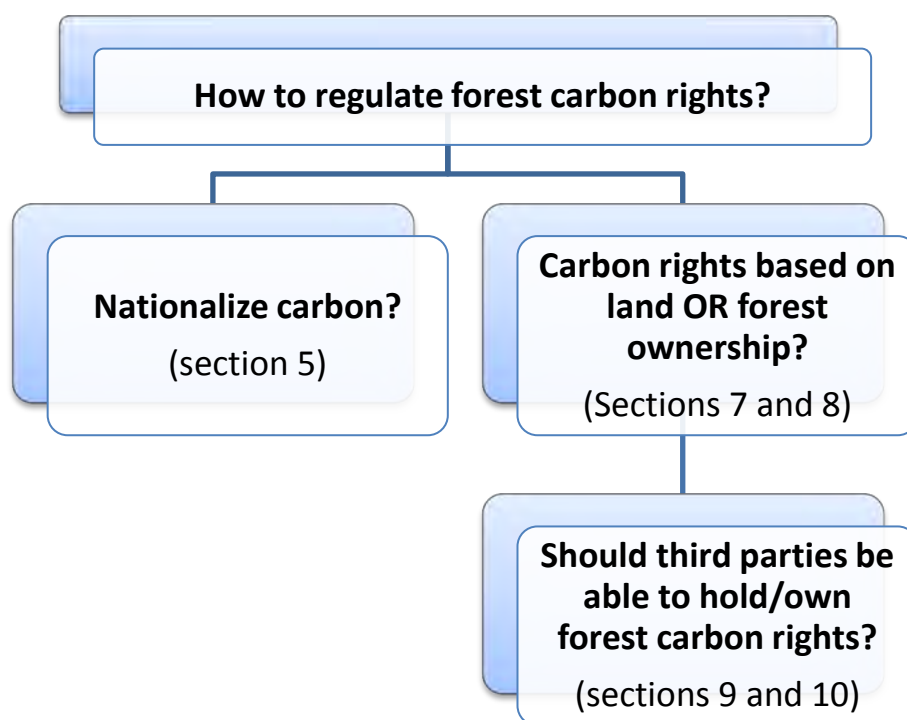 How to regulate forest carbon rights?
Nationalize carbon?
(section 5)
Carbon rights based on
land OR forest
ownership?
(Sections 7 and 8)
Should third parties be
able to hold/own
forest carbon rights?
(sections 9 and 10)